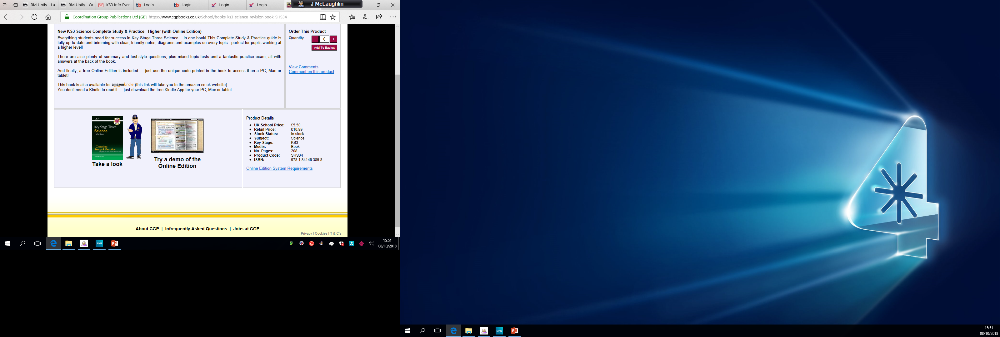 RM Unify - La
RM Unify - Oc
KS3 Info Even
Login
Login
Login
Login
J McLaughlin
Coordination Group Publications Ltd [GB] https://www.cgpbooks.co.uk/School/books_ks3_science_revision.book_SHS34
New KS3 Science Complete Study & Practice - Higher (with Online Edition)
Everything students need for success in Key Stage Three Science... in one book! This Complete Study & Practice guide is
fully up-to-date and brimming with clear, friendly notes, diagrams and examples on every topic - perfect for pupils working at
a higher level!
There are also plenty of summary and test-style questions, plus mixed topic tests and a fantastic practice exam, all with
answers at the back of the book.
And finally, a free Online Edition is included — just use the unique code printed in the book to access it on a PC, Mac or
tablet!
This book is also available for amazonkindle (this link will take you to the amazon.co.uk website).
You don't need a Kindle to read it — just download the free Kindle App for your PC, Mac or tablet.
Order This Product
Quantity - 0 +
Add To Basket
View Comments
Comment on this product
CGP
Key Stage Three
Science
Higher Level
Complete
Study & Practice
Take a look
Try a demo of the
Online Edition
Product Details
UK School Price: £5.50
Retail Price: £10.99
Stock Status: In stock
Subject: Science
Key Stage: KS3
Media: Book
No. Pages: 208
Product Code: SHS34
ISBN: 978 1 84146 385 8
Online Edition System Requirements
About CGP | Infrequently Asked Questions | Jobs at CGP
Privacy | Cookies | T & C's
SIMS
15:51
08/10/2018
SIMS
15:51
08/10/2018